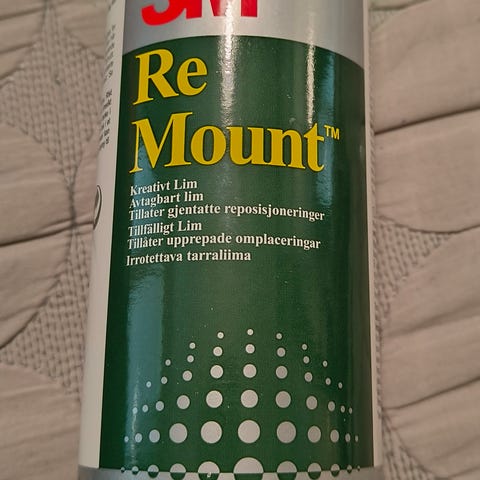 3M
Re
Mount™
Kreativt Lim
Avtagbart lim
Tillater gjentatte reposisjoneringer
Tillfälligt Lim
Tillåter upprepade omplaceringar
Irrotettava tarraliima